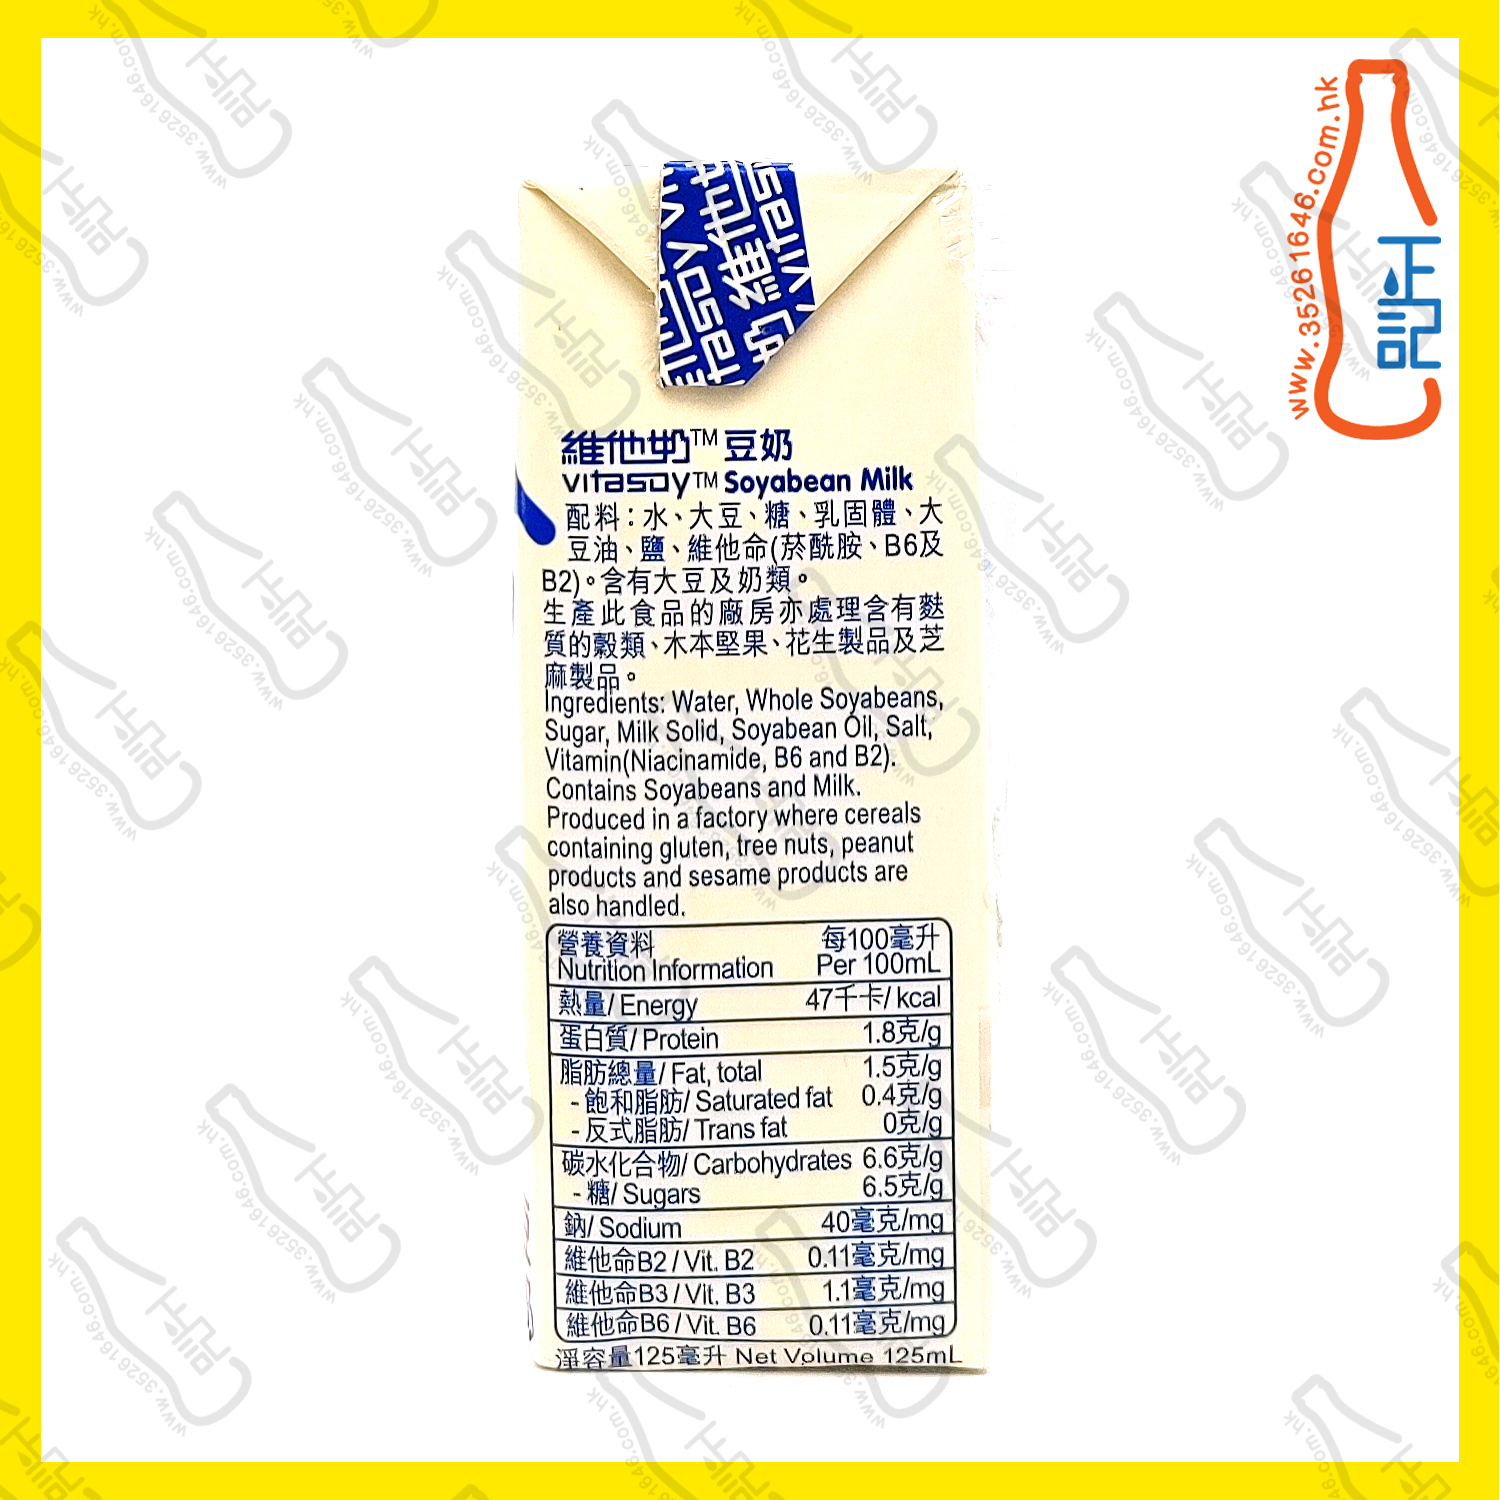 www.35261646.com.hk
正記
維他奶™豆奶
vitasoy™ Soyabean Milk
配料：水、大豆、糖、乳固體、大
豆油、鹽、維他命(菸酰胺、B6及
B2)。含有大豆及奶類。
生產此食品的廠房亦處理含有麩
質的穀類、木本堅果、花生製品及芝
麻製品。
Ingredients: Water, Whole Soyabeans,
Sugar, Milk Solid, Soyabean Oil, Salt,
Vitamin(Niacinamide, B6 and B2).
Contains Soyabeans and Milk.
Produced in a factory where cereals
containing gluten, tree nuts, peanut
products and sesame products are
also handled.
營養資料 每100毫升
Nutrition Information Per 100mL
熱量/ Energy 47千卡/ kcal
蛋白質/ Protein 1.8克/g
脂肪總量/ Fat, total 1.5克/g
- 飽和脂肪/ Saturated fat 0.4克/g
- 反式脂肪/ Trans fat 0克/g
碳水化合物/ Carbohydrates 6.6克/g
- 糖/ Sugars 6.5克/g
鈉/ Sodium 40毫克/mg
維他命B2 / Vit. B2 0.11毫克/mg
維他命B3 / Vit. B3 1.1毫克/mg
維他命B6 / Vit. B6 0.11毫克/mg
淨容量125毫升 Net Volume 125mL